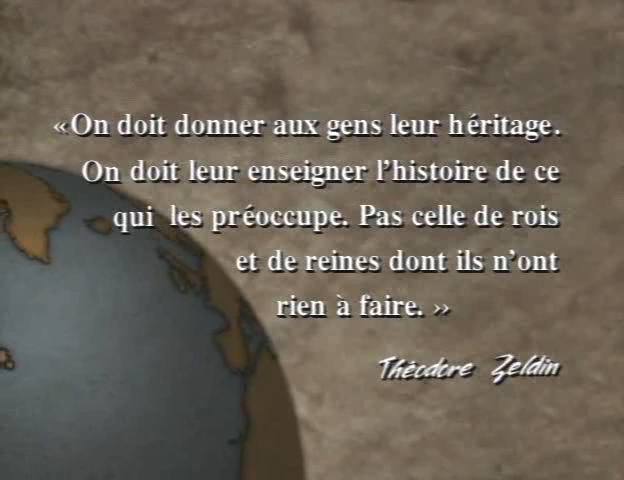 «On doit donner aux gens leur héritage.
On doit leur enseigner l'histoire de ce
qui les préoccupe. Pas celle de rois
et de reines dont ils n'ont
rien à faire. »
Théodore Zeldin